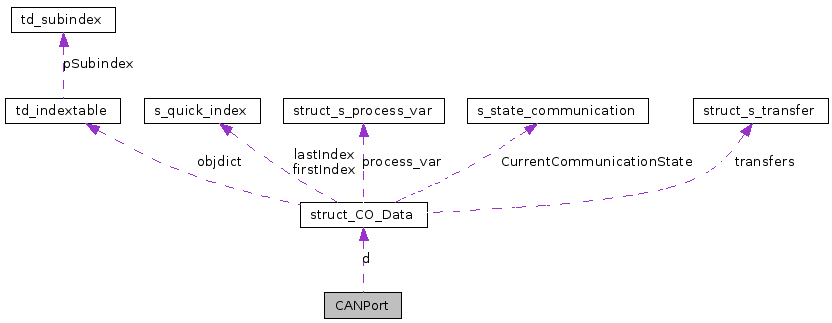 td_subindex
pSubindex
td_indextable
s_quick_index
struct_s_process_var
s_state_communication
struct_s_transfer
objdict
lastIndex
firstIndex
process_var
CurrentCommunicationState
transfers
struct_CO_Data
d
CANPort